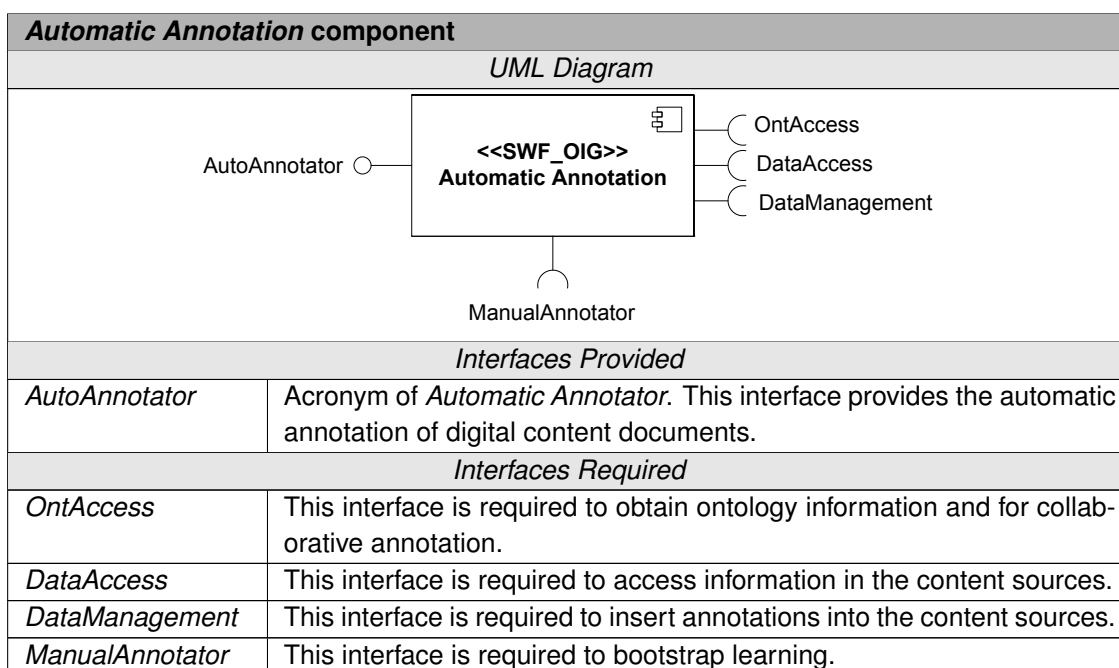 Automatic Annotation component
UML Diagram
OntAccess
AutoAnnotator
<<SWF_OIG>>
Automatic Annotation
DataAccess
DataManagement
ManualAnnotator
Interfaces Provided
AutoAnnotator Acronym of Automatic Annotator. This interface provides the automatic
annotation of digital content documents.
Interfaces Required
OntAccess This interface is required to obtain ontology information and for collab-
orative annotation.
DataAccess This interface is required to access information in the content sources.
DataManagement This interface is required to insert annotations into the content sources.
ManualAnnotator This interface is required to bootstrap learning.